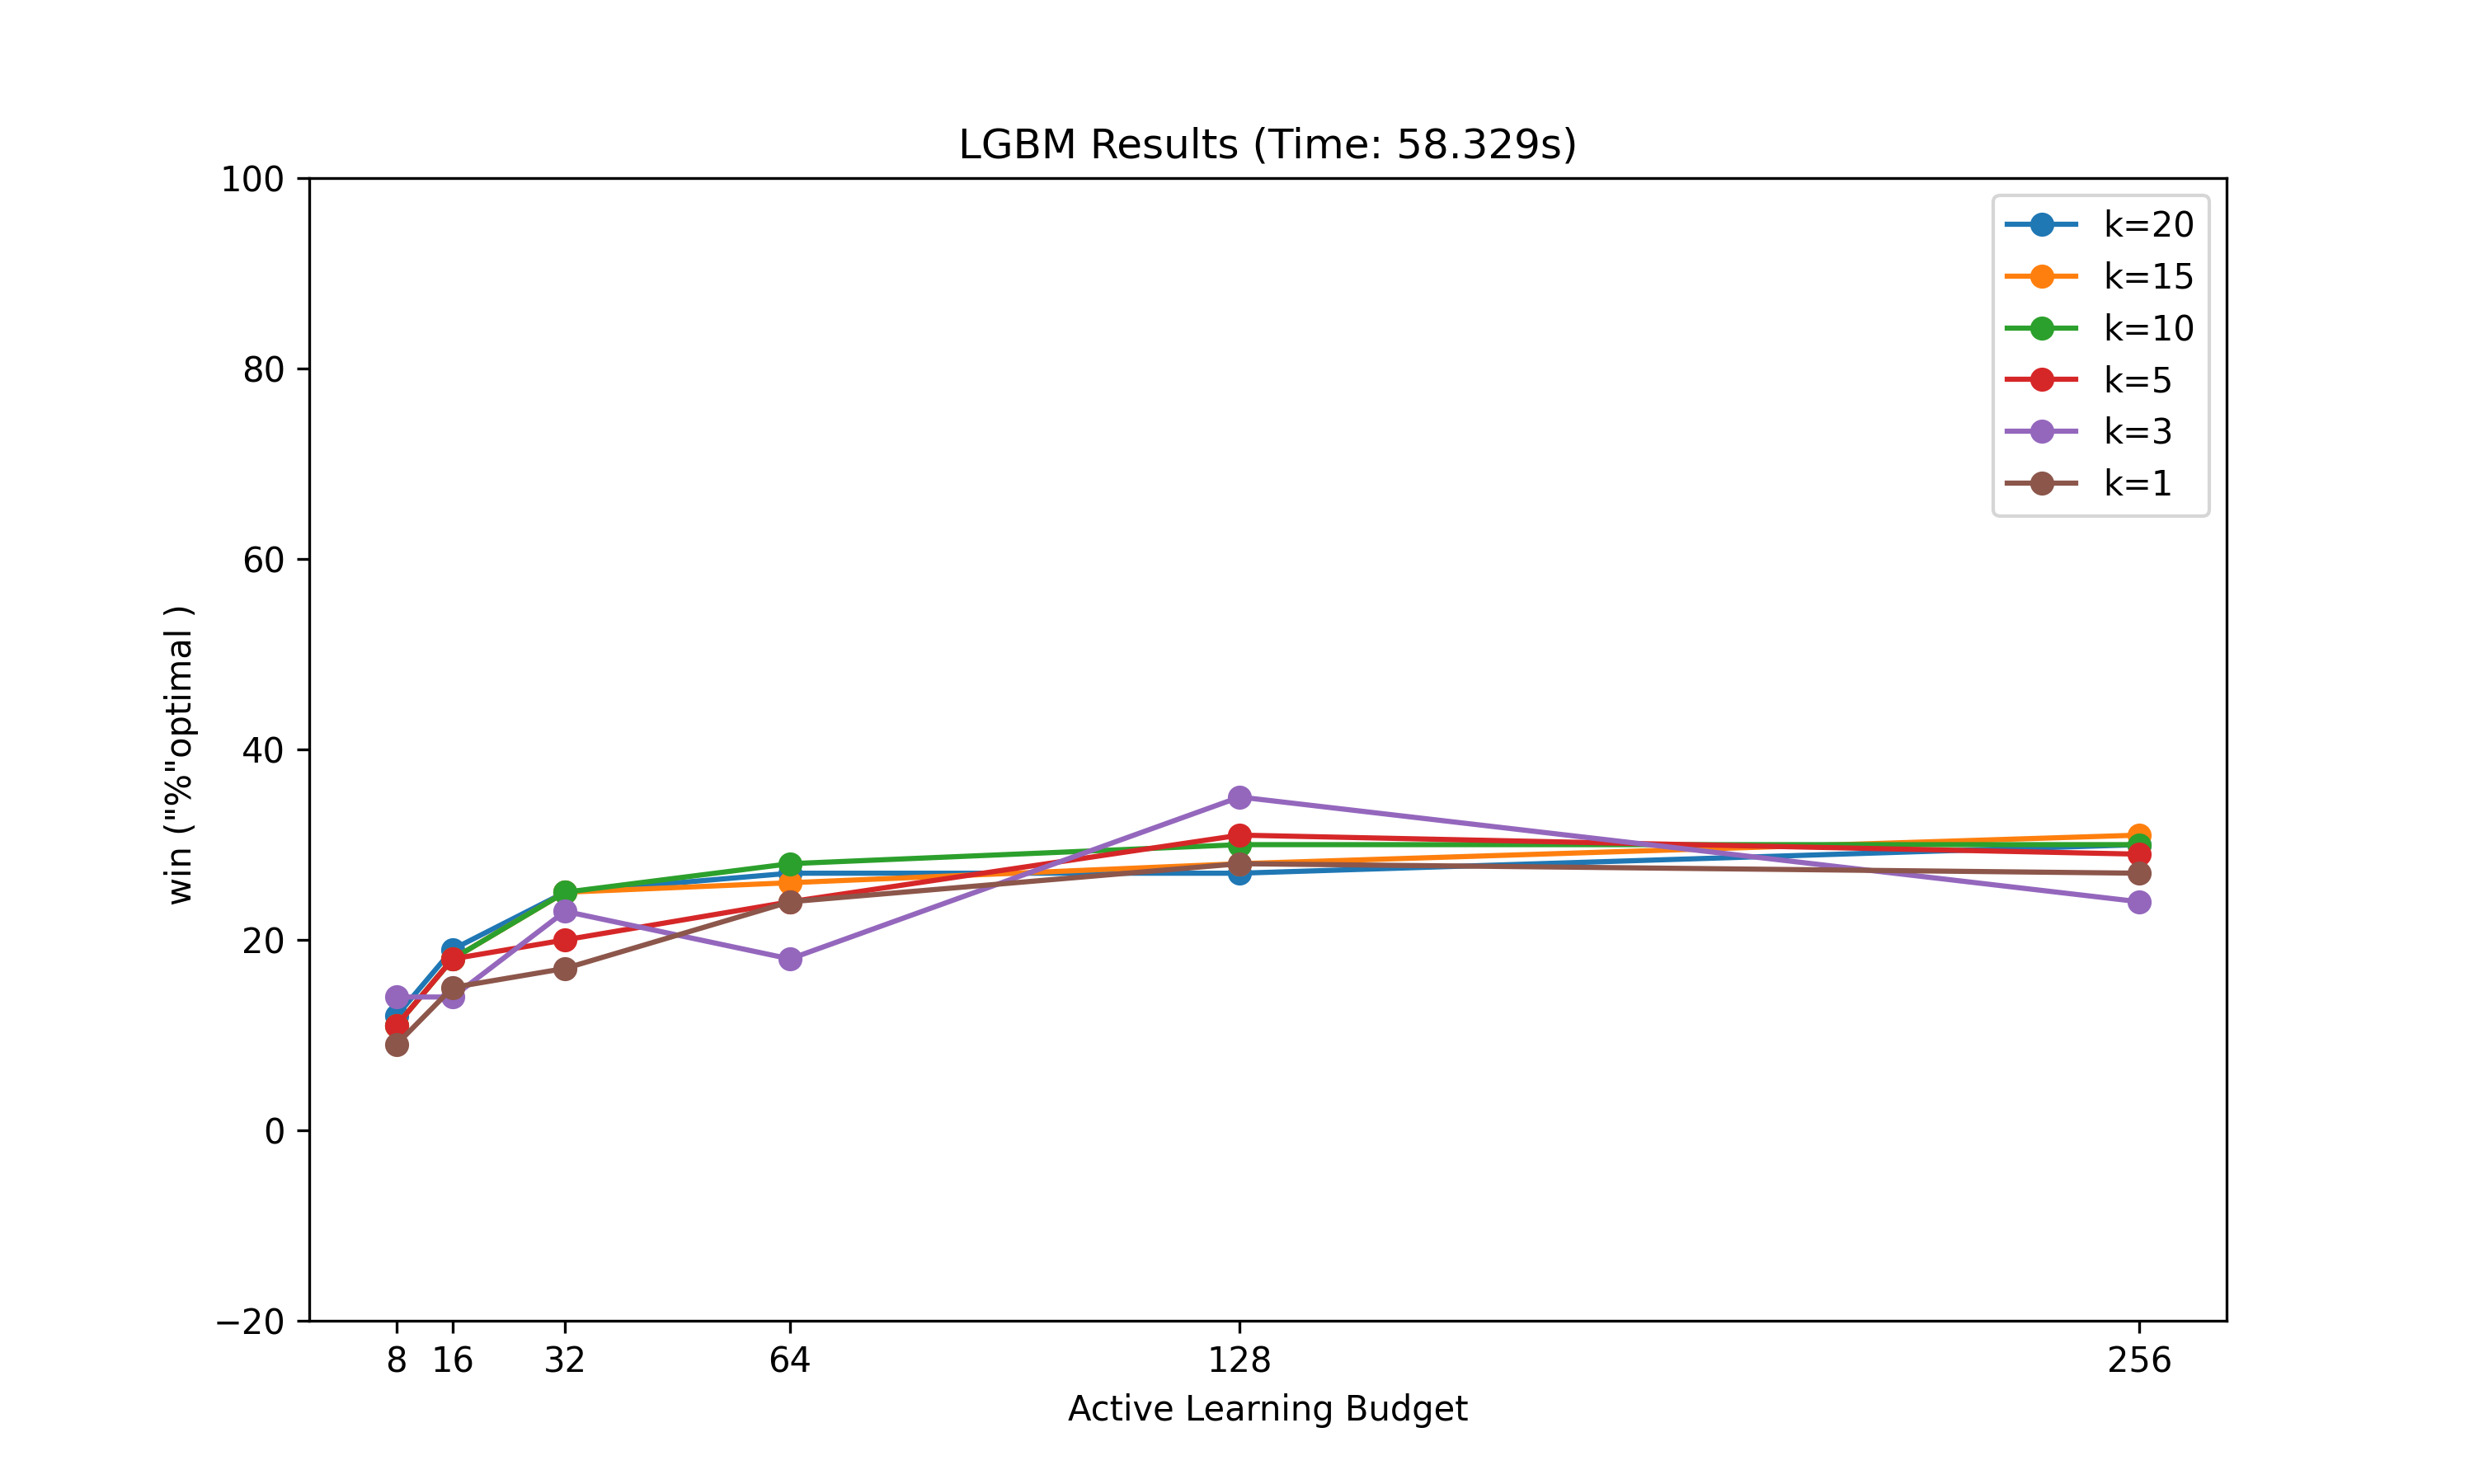 LGBM Results (Time: 58.329s)
100
80
60
40
20
0
−20
win ("%"optimal )
k=20
k=15
k=10
k=5
k=3
k=1
8 16 32 64 128 256
Active Learning Budget